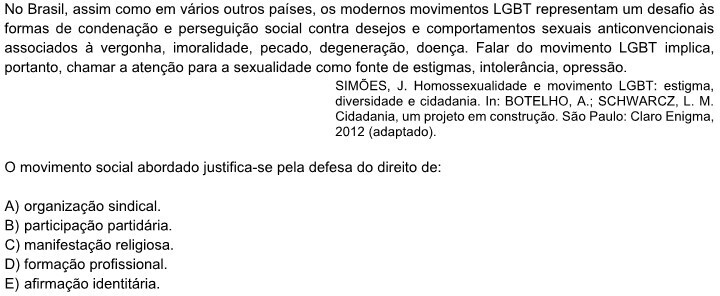 No Brasil, assim como em vários outros países, os modernos movimentos LGBT representam um desafio às
formas de condenação e perseguição social contra desejos e comportamentos sexuais anticonvencionais
associados à vergonha, imoralidade, pecado, degeneração, doença. Falar do movimento LGBT implica,
portanto, chamar a atenção para a sexualidade como fonte de estigmas, intolerância, opressão.
SIMÕES, J. Homossexualidade e movimento LGBT: estigma,
diversidade e cidadania. In: BOTELHO, A.; SCHWARCZ, L. M.
Cidadania, um projeto em construção. São Paulo: Claro Enigma,
2012 (adaptado).
O movimento social abordado justifica-se pela defesa do direito de:
A) organização sindical.
B) participação partidária.
C) manifestação religiosa.
D) formação profissional.
E) afirmação identitária.